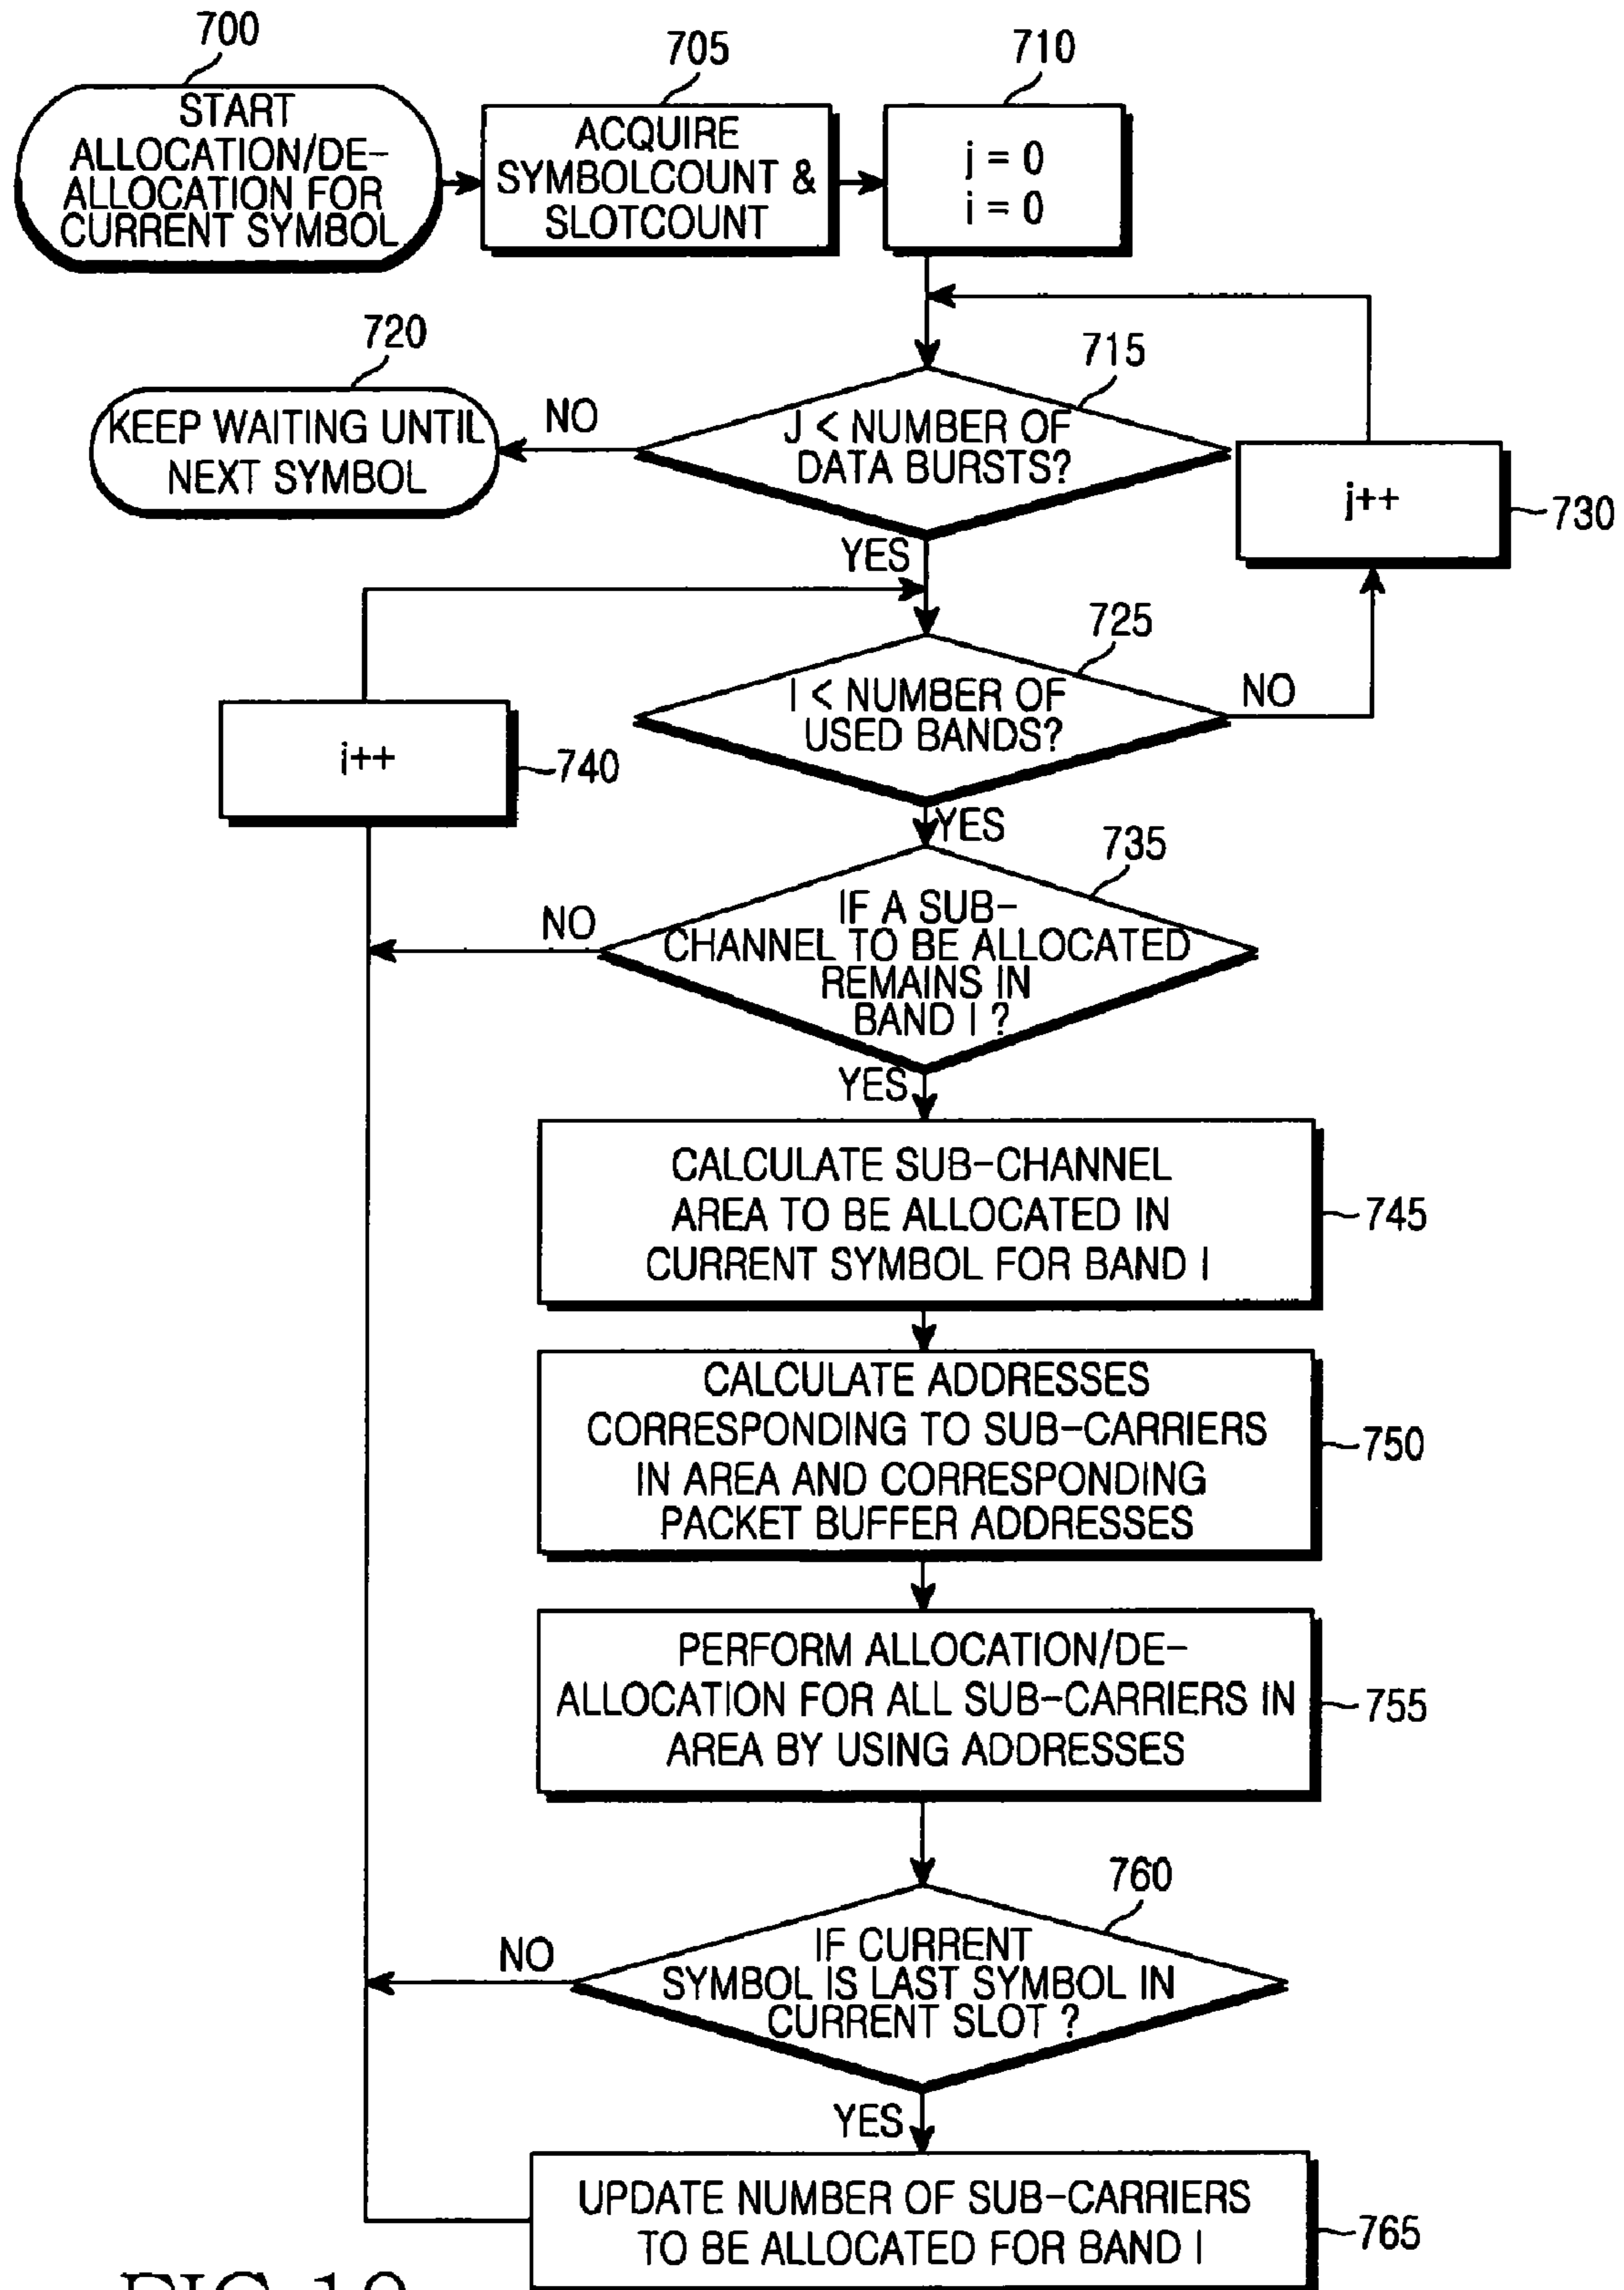 700
START
ALLOCATION/DE-
ALLOCATION FOR
CURRENT SYMBOL
705
ACQUIRE
SYMBOLCOUNT &
SLOTCOUNT
710
j = 0
i = 0
715
J < NUMBER OF
DATA BURSTS?
NO
YES
720
KEEP WAITING UNTIL
NEXT SYMBOL
j++
730
725
I < NUMBER OF
USED BANDS?
NO
YES
i++
740
735
IF A SUB-
CHANNEL TO BE ALLOCATED
REMAINS IN
BAND I ?
NO
YES
CALCULATE SUB-CHANNEL
AREA TO BE ALLOCATED IN
CURRENT SYMBOL FOR BAND I
745
CALCULATE ADDRESSES
CORRESPONDING TO SUB-CARRIERS
IN AREA AND CORRESPONDING
PACKET BUFFER ADDRESSES
750
PERFORM ALLOCATION/DE-
ALLOCATION FOR ALL SUB-CARRIERS IN
AREA BY USING ADDRESSES
755
760
IF CURRENT
SYMBOL IS LAST SYMBOL IN
CURRENT SLOT ?
NO
YES
UPDATE NUMBER OF SUB-CARRIERS
TO BE ALLOCATED FOR BAND I
765